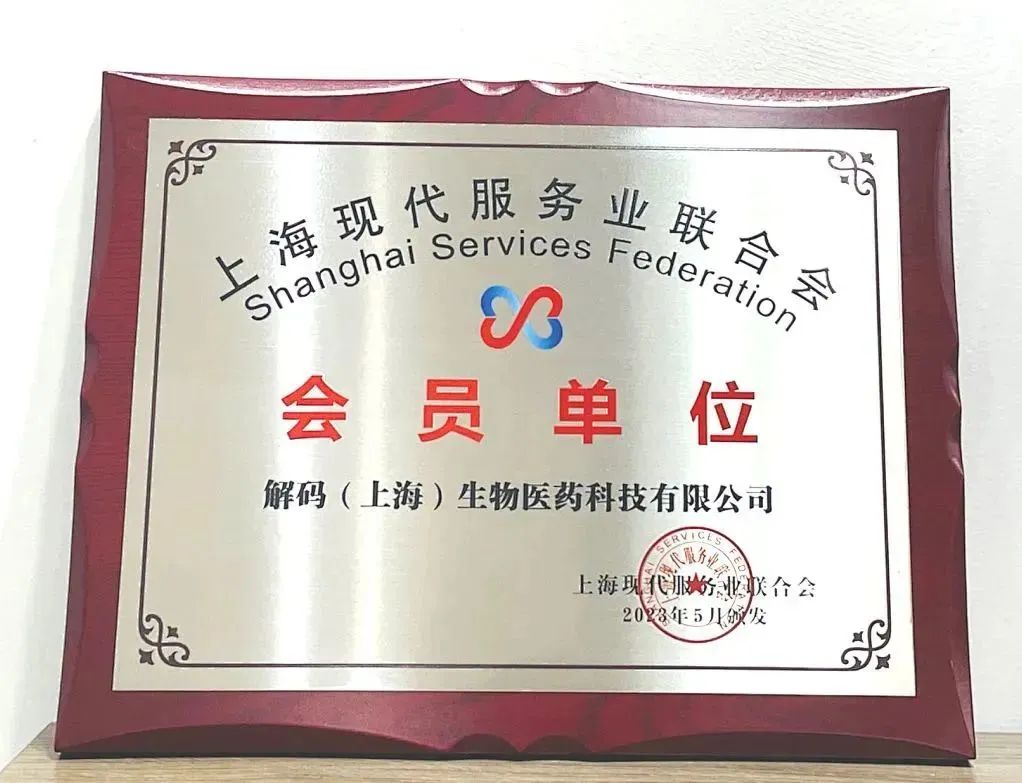 上海现代服务业联合会
Shanghai Services Federation
会员单位
解码（上海）生物医药科技有限公司
上海现代服务业联合会
2023年5月颁发